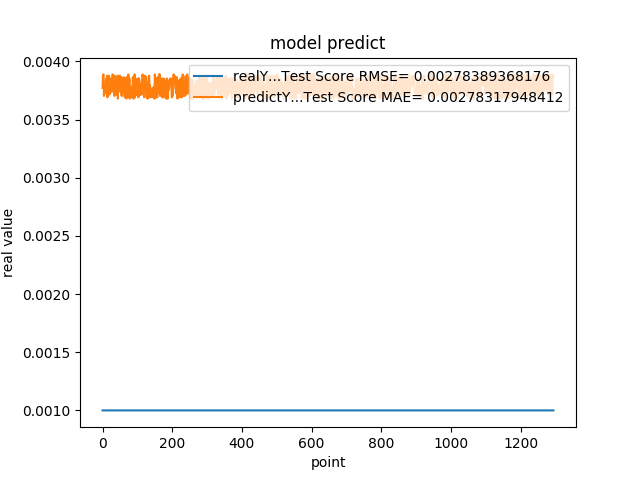 model predict
realY...Test Score RMSE= 0.00278389368176
predictY...Test Score MAE= 0.00278317948412
real value
0.0040
0.0035
0.0030
0.0025
0.0020
0.0015
0.0010
0 200 400 600 800 1000 1200
point